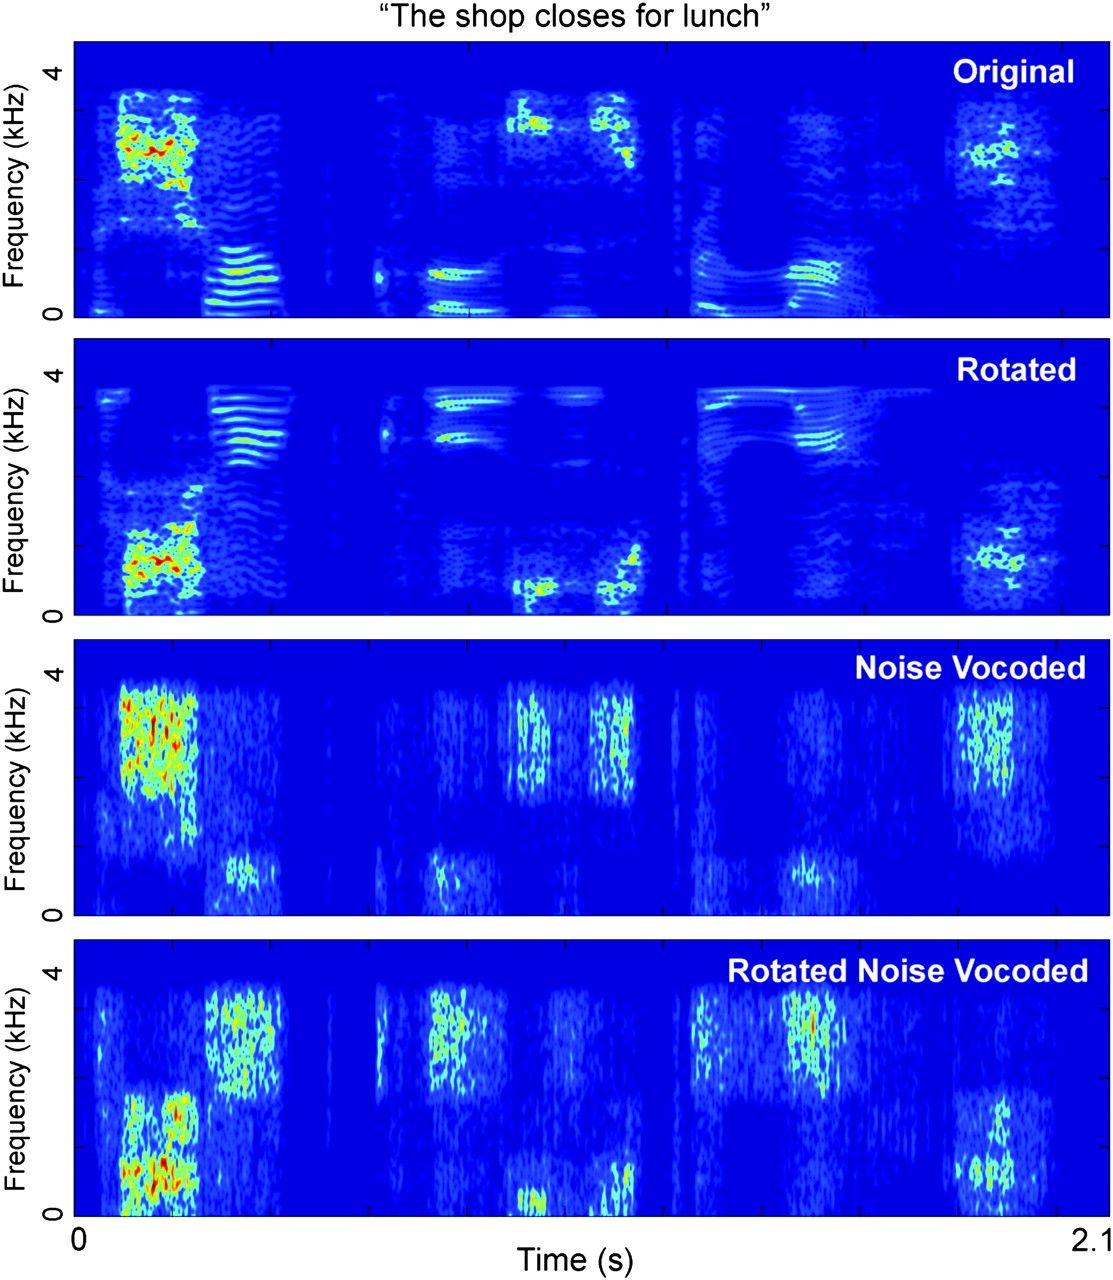 “The shop closes for lunch”
Original
Frequency (kHz)
4
0
Rotated
Frequency (kHz)
4
0
Noise Vocoded
Frequency (kHz)
4
0
Rotated Noise Vocoded
Frequency (kHz)
4
0
0
2.1
Time (s)